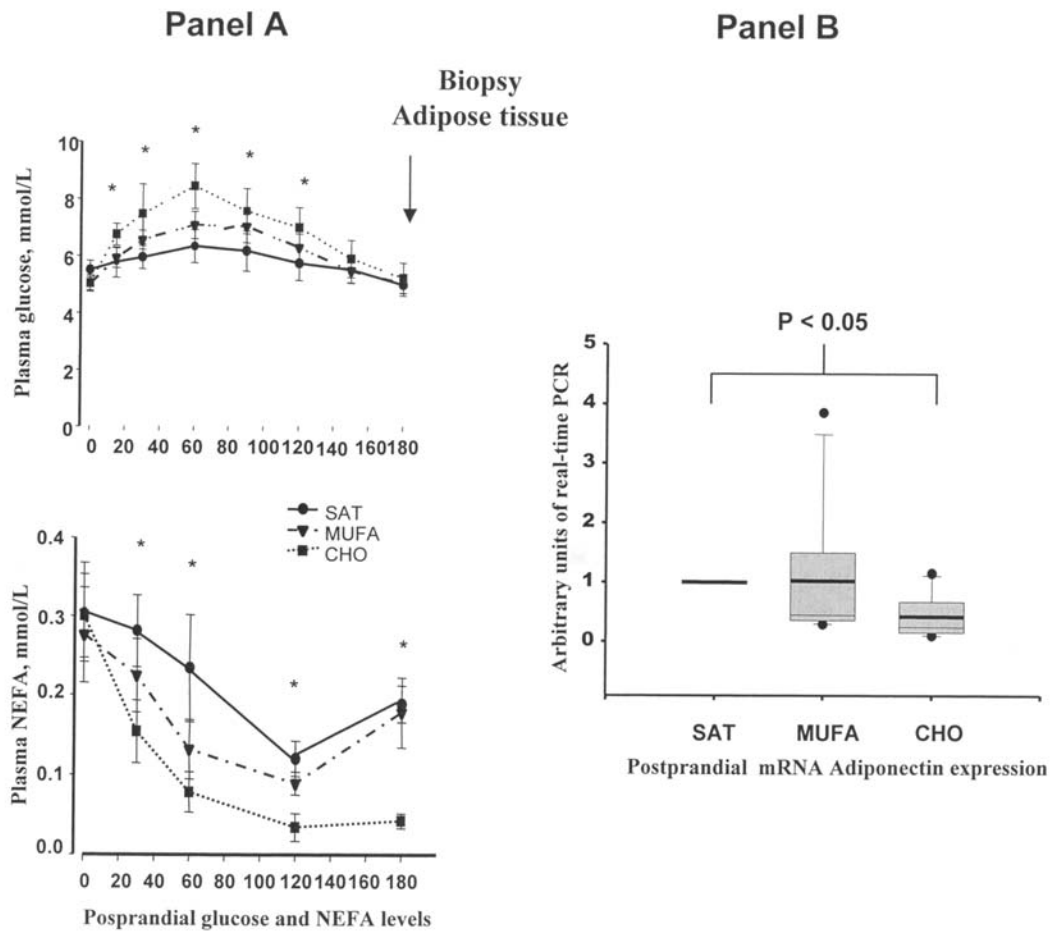 Panel A
Panel B
Biopsy
Adipose tissue
Plasma glucose, mmol/L
10
8
6
4
2
0
* * * * *
0 20 40 60 80 100 120 140 160 180
SAT
MUFA
CHO
Plasma NEFA, mmol/L
0.4
0.3
0.2
0.1
0.0
* * * *
0 20 40 60 80 100 120 140 160 180
Posprandial glucose and NEFA levels
P < 0.05
Arbitrary units of real-time PCR
5
4
3
2
1
0
SAT MUFA CHO
Postprandial mRNA Adiponectin expression